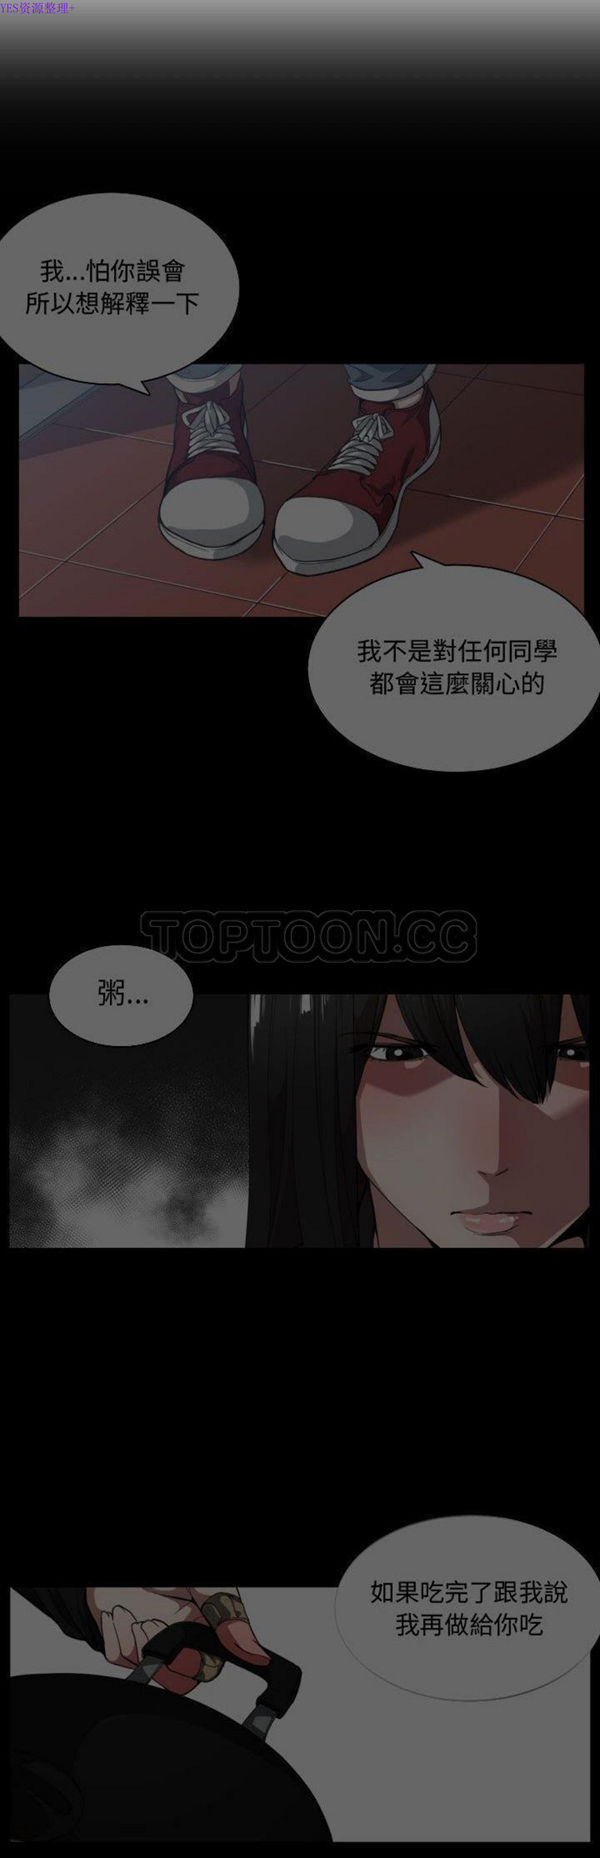 YES资源整理+
我...怕你誤會
所以想解釋一下
我不是對任何同學
都會這麼關心的
TOPTOON.CC
粥...
如果吃完了跟我說
我再做給你吃